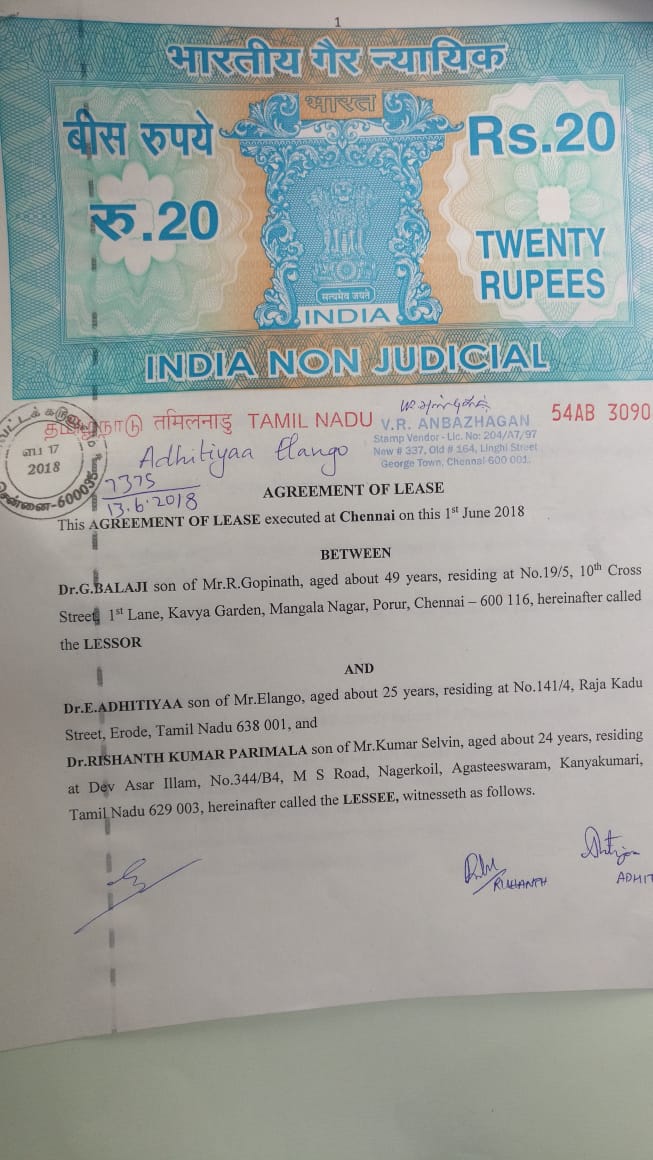 1
भारतीय गैर न्यायिक
भारत
बीस रुपये
Rs.20
रु.20
TWENTY
RUPEES
सत्यमेव जयते
INDIA
INDIA NON JUDICIAL
தமிழ்நாடு तमिलनाडु TAMIL NADU
54AB 3090
V.R. ANBAZHAGAN
Stamp Vendor - Lic. No: 204/A7/97
New # 337, Old # 164, Linghi Street
George Town, Chennai-600 001.
17
2018
சென்னை-600035
Adhitiyaa Elango
7375
13.6.2018
AGREEMENT OF LEASE
This AGREEMENT OF LEASE executed at Chennai on this 1st June 2018
BETWEEN
Dr.G.BALAJI son of Mr.R.Gopinath, aged about 49 years, residing at No.19/5, 10th Cross
Street, 1st Lane, Kavya Garden, Mangala Nagar, Porur, Chennai – 600 116, hereinafter called
the LESSOR
AND
Dr.E.ADHITIYAA son of Mr.Elango, aged about 25 years, residing at No.141/4, Raja Kadu
Street, Erode, Tamil Nadu 638 001, and
Dr.RISHANTH KUMAR PARIMALA son of Mr.Kumar Selvin, aged about 24 years, residing
at Dev Asar Illam, No.344/B4, M S Road, Nagerkoil, Agasteeswaram, Kanyakumari,
Tamil Nadu 629 003, hereinafter called the LESSEE, witnesseth as follows.
RISHANTH
ADHIT